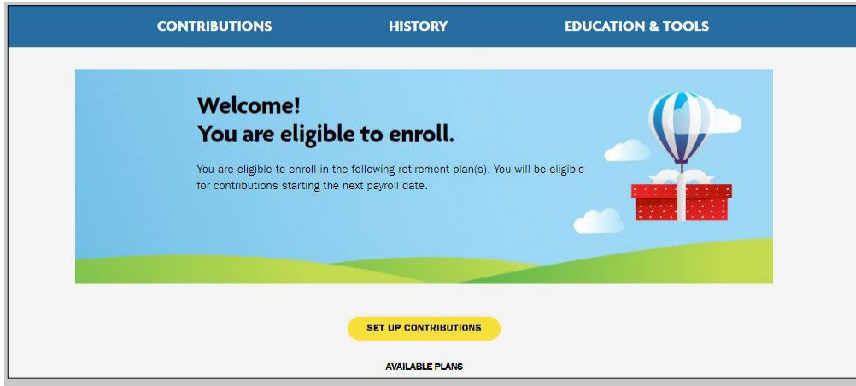 CONTRIBUTIONS HISTORY EDUCATION & TOOLS
Welcome!
You are eligible to enroll.
You are eligible to enroll in the following retirement plan(s). You will be eligible
for contributions starting the next payroll date.
SET UP CONTRIBUTIONS
AVAILABLE PLANS